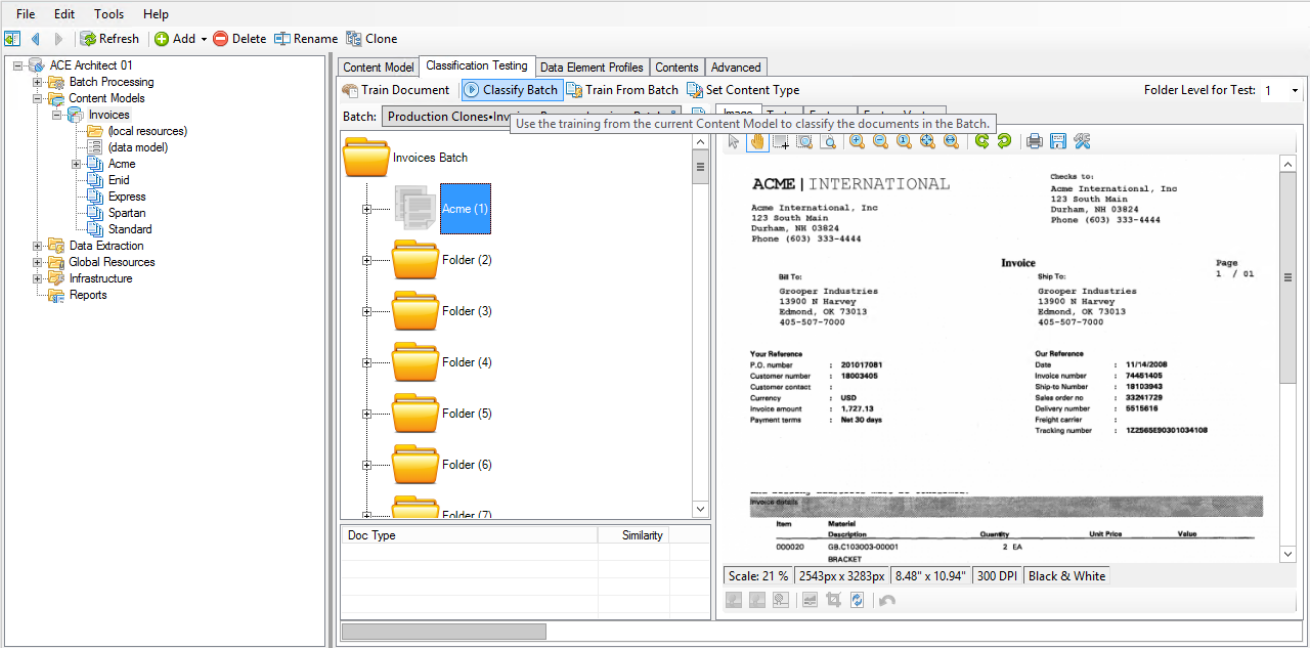 File Edit Tools Help
Refresh Add Delete Rename Clone
ACE Architect 01
Batch Processing
Content Models
Invoices
(local resources)
(data model)
Acme
Enid
Express
Spartan
Standard
Data Extraction
Global Resources
Infrastructure
Reports
Content Model Classification Testing Data Element Profiles Contents Advanced
Train Document Classify Batch Train From Batch Set Content Type Folder Level for Test: 1
Batch: Production Clones•
Use the training from the current Content Model to classify the documents in the Batch.
Invoices Batch
Acme (1)
Folder (2)
Folder (3)
Folder (4)
Folder (5)
Folder (6)
Folder (7)
Doc Type Similarity
ACME | INTERNATIONAL
Acme International, Inc
123 South Main
Durham, NH 03824
Phone (603) 333-4444
Checks to:
Acme International, Inc
123 South Main
Durham, NH 03824
Phone (603) 333-4444
Invoice
Page
1 / 01
Bill To:
Grooper Industries
13900 N Harvey
Edmond, OK 73013
405-507-7000
Ship To:
Grooper Industries
13900 N Harvey
Edmond, OK 73013
405-507-7000
Your Reference
P.O. number : 201017081
Customer number : 18003405
Customer contact :
Currency : USD
Invoice amount : 1,727.13
Payment terms : Net 30 days
Our Reference
Date : 11/14/2008
Invoice number : 74461405
Ship-to Number : 18103943
Sales order no : 33241729
Delivery number : 5515616
Freight carrier :
Tracking number : 1Z2565E90301034108
Invoice details
Item Material
Description Quantity Unit Price Value
000020 GB.C103003-00001 2 EA
BRACKET
Scale: 21 % 2543px x 3283px 8.48" x 10.94" 300 DPI Black & White